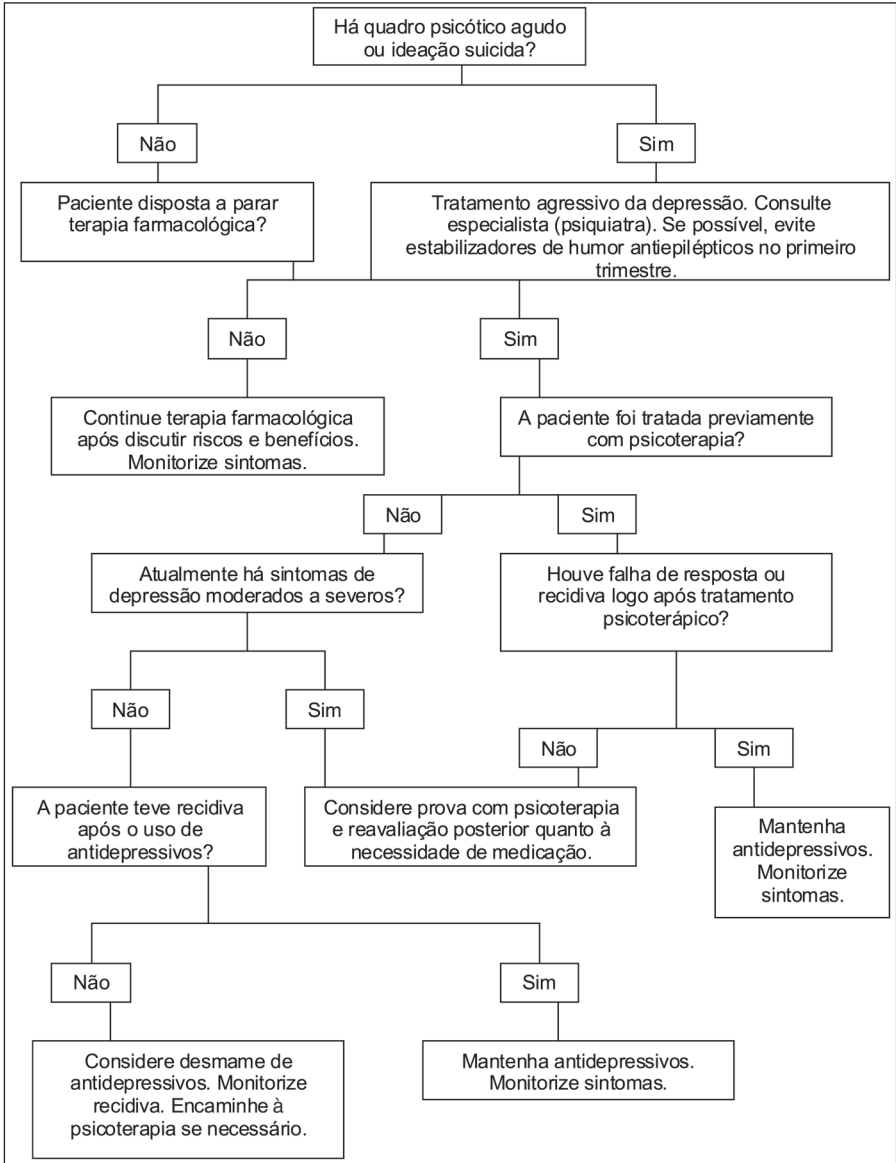 Há quadro psicótico agudo
ou ideação suicida?
Não
Sim
Paciente disposta a parar
terapia farmacológica?
Tratamento agressivo da depressão. Consulte
especialista (psiquiatra). Se possível, evite
estabilizadores de humor antiepilépticos no primeiro
trimestre.
Não
Sim
Continue terapia farmacológica
após discutir riscos e benefícios.
Monitorize sintomas.
A paciente foi tratada previamente
com psicoterapia?
Não
Sim
Atualmente há sintomas de
depressão moderados a severos?
Houve falha de resposta ou
recidiva logo após tratamento
psicoterápico?
Não
Sim
Não
Sim
A paciente teve recidiva
após o uso de
antidepressivos?
Considere prova com psicoterapia
e reavaliação posterior quanto à
necessidade de medicação.
Mantenha
antidepressivos.
Monitorize
sintomas.
Não
Sim
Considere desmame de
antidepressivos. Monitorize
recidiva. Encaminhe à
psicoterapia se necessário.
Mantenha antidepressivos.
Monitorize sintomas.